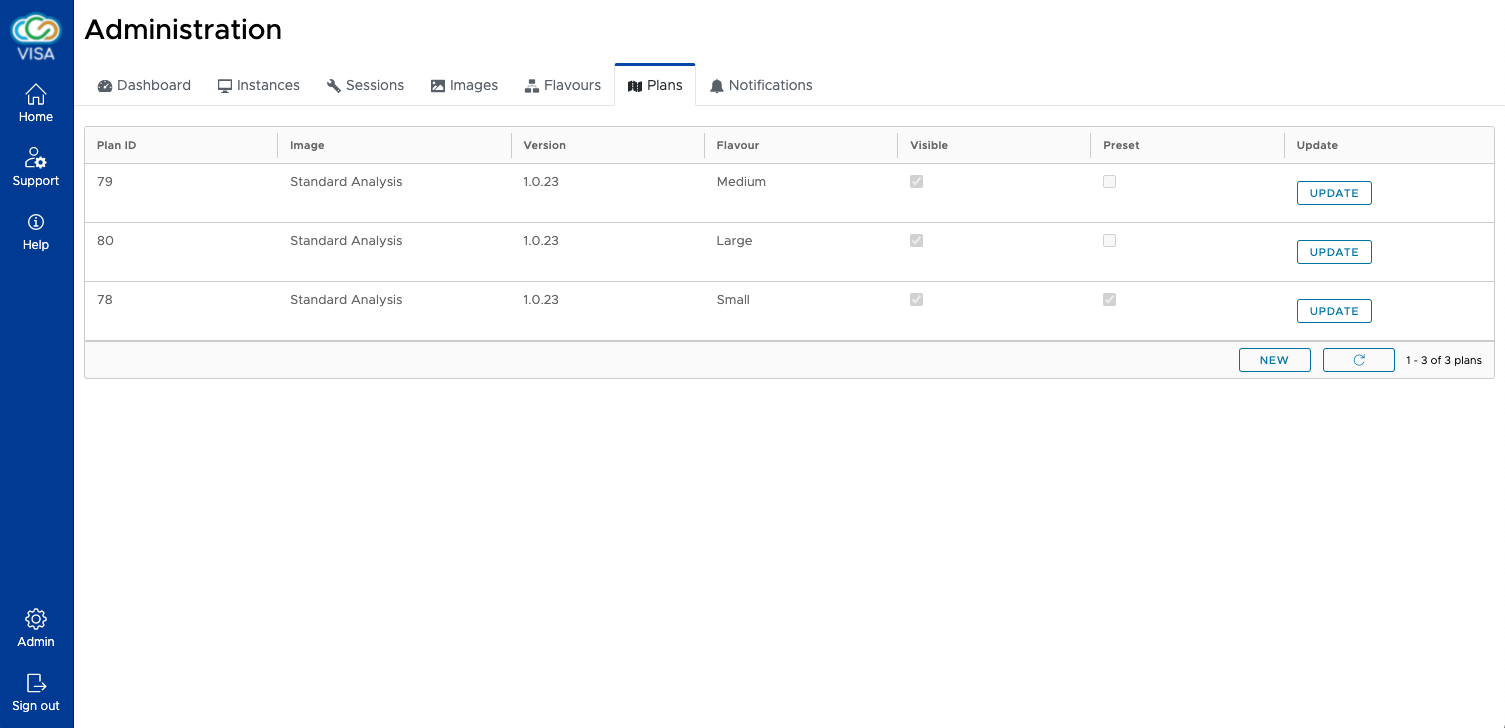 VISA
Home
Support
Help
Admin
Sign out
Administration
Dashboard Instances Sessions Images Flavours Plans Notifications
Plan ID Image Version Flavour Visible Preset Update
79 Standard Analysis 1.0.23 Medium UPDATE
80 Standard Analysis 1.0.23 Large UPDATE
78 Standard Analysis 1.0.23 Small UPDATE
NEW 1 - 3 of 3 plans